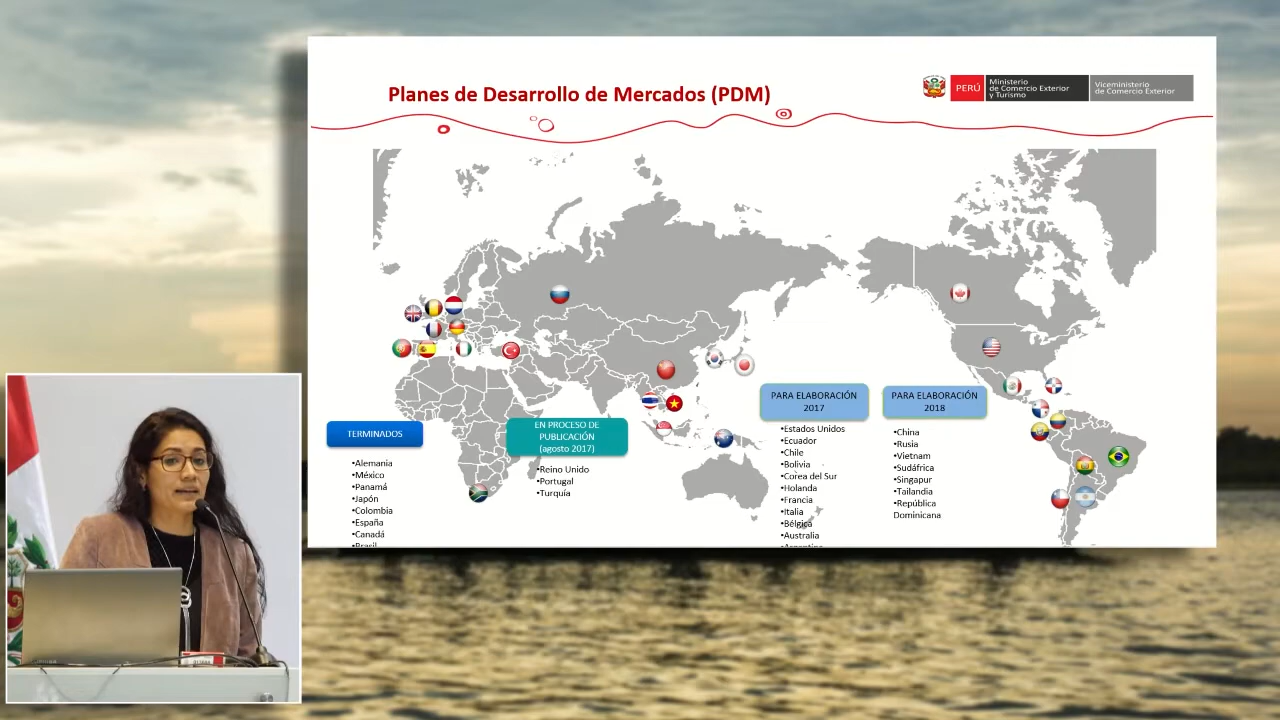 Planes de Desarrollo de Mercados (PDM)
PERÚ
Ministerio
de Comercio Exterior
y Turismo
Viceministerio
de Comercio Exterior
TERMINADOS
•Alemania
•México
•Panamá
•Japón
•Colombia
•España
•Canadá
•Brasil
EN PROCESO DE
PUBLICACIÓN
(agosto 2017)
•Reino Unido
•Portugal
•Turquía
PARA ELABORACIÓN
2017
•Estados Unidos
•Ecuador
•Chile
•Bolivia
•Corea del Sur
•Holanda
•Francia
•Italia
•Bélgica
•Australia
•Argentina
PARA ELABORACIÓN
2018
•China
•Rusia
•Vietnam
•Sudáfrica
•Singapur
•Tailandia
•República
Dominicana